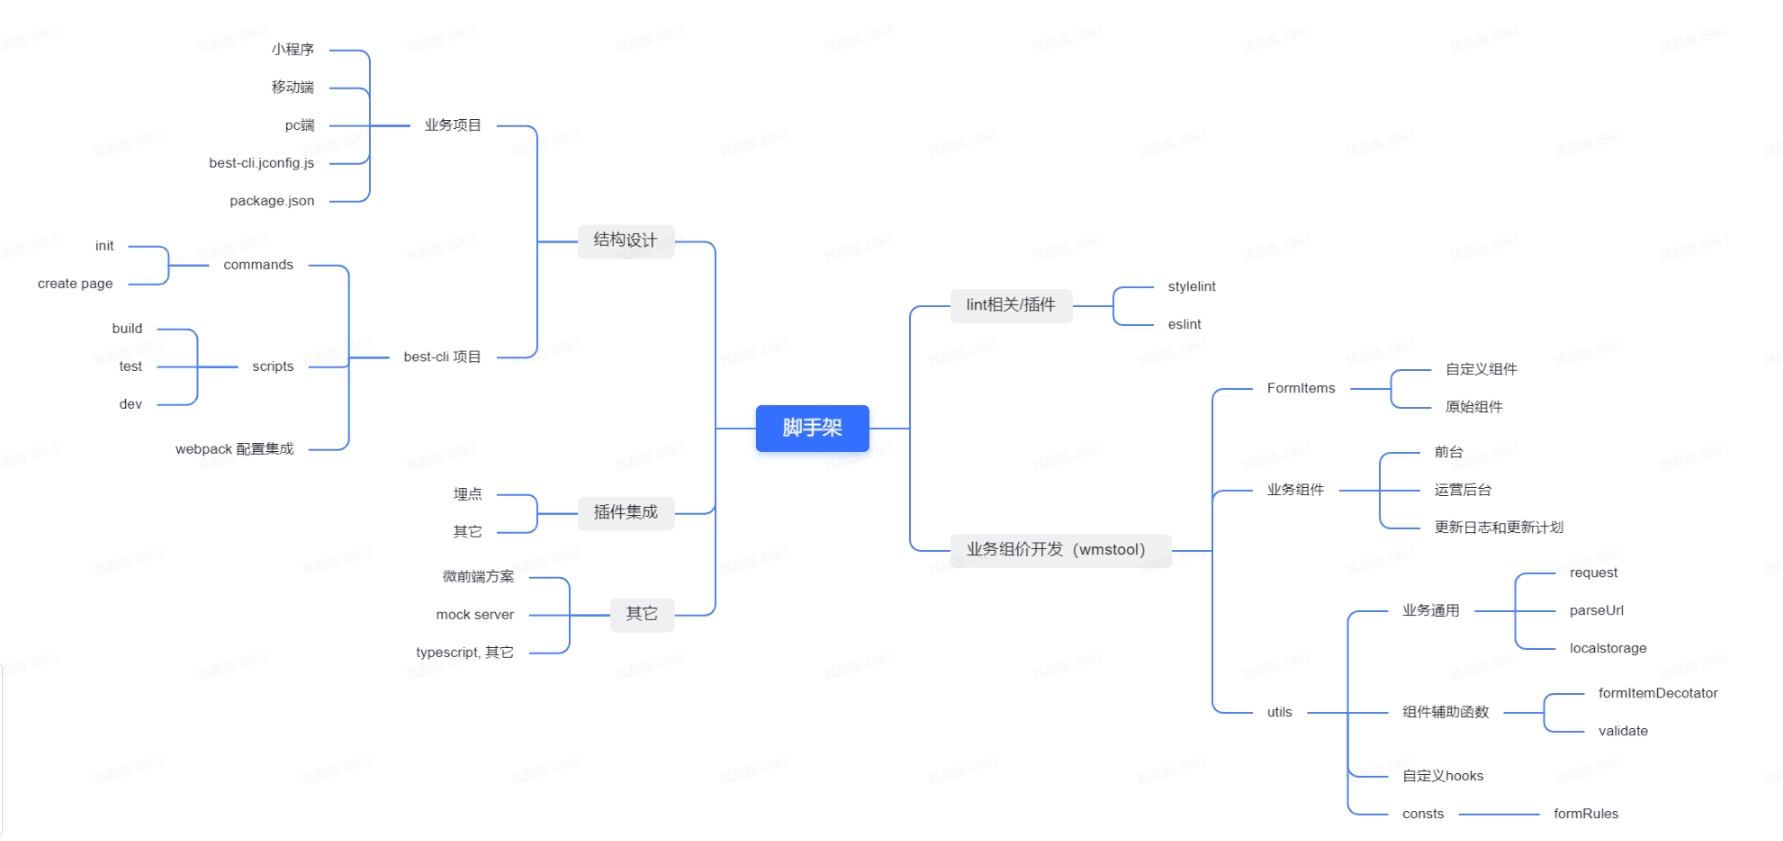 小程序
移动端
pc端
业务项目
best-cli.jconfig.js
package.json
结构设计
init
commands
create page
build
best-cli 项目
test
scripts
dev
webpack 配置集成
埋点
插件集成
其它
微前端方案
mock server
其它
typescript, 其它
脚手架
lint相关/插件
stylelint
eslint
FormItems
自定义组件
原始组件
业务组件
前台
运营后台
更新日志和更新计划
业务组价开发（wmstool）
utils
业务通用
request
parseUrl
localstorage
组件辅助函数
formItemDecotator
validate
自定义hooks
consts
formRules